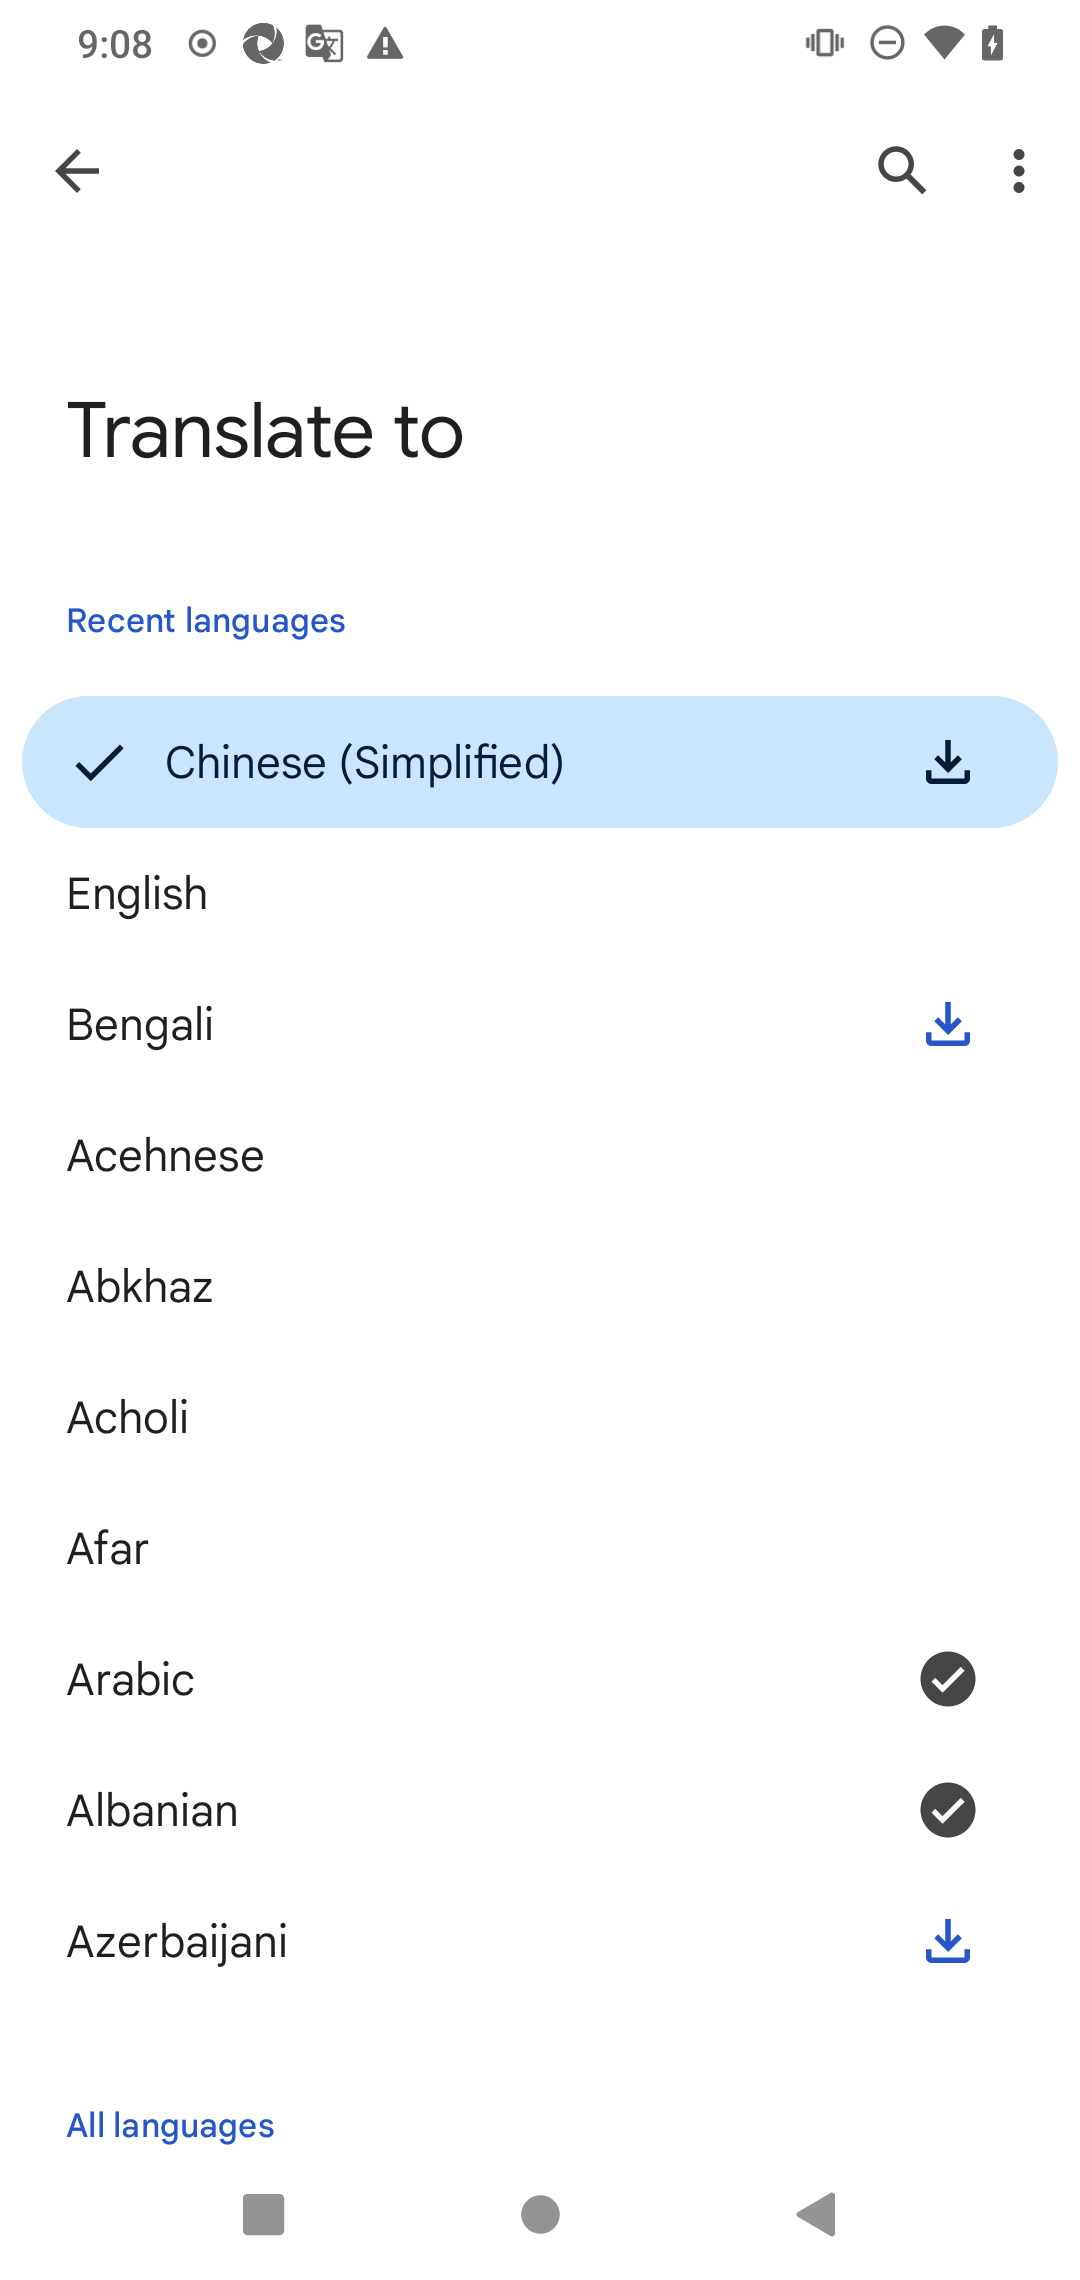 9:08
Translate to
Recent languages
Chinese (Simplified)
English
Bengali
Acehnese
Abkhaz
Acholi
Afar
Arabic
Albanian
Azerbaijani
All languages